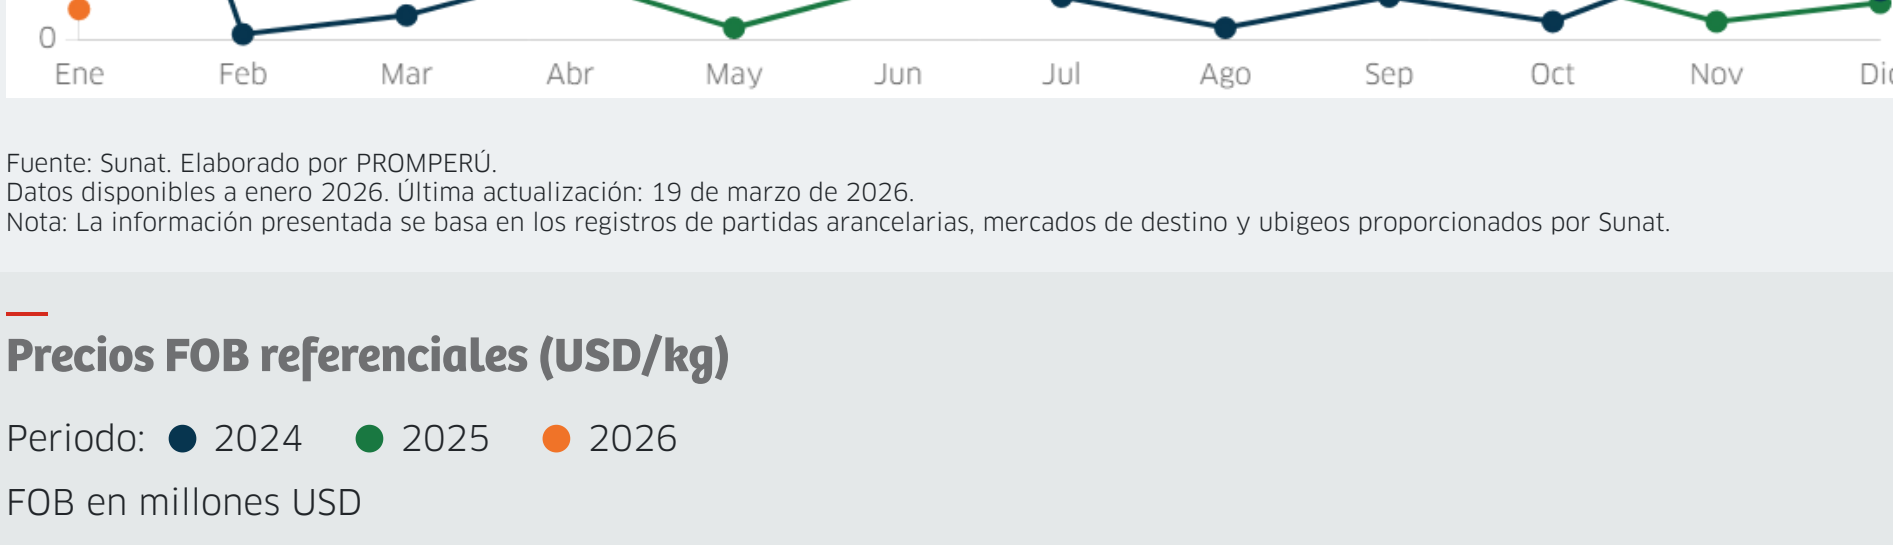 0
Ene Feb Mar Abr May Jun Jul Ago Sep Oct Nov
Fuente: Sunat. Elaborado por PROMPERÚ.
Datos disponibles a enero 2026. Última actualización: 19 de marzo de 2026.
Nota: La información presentada se basa en los registros de partidas arancelarias, mercados de destino y ubigeos proporcionados por Sunat.
Precios FOB referenciales (USD/kg)
Periodo: 2024 2025 2026
FOB en millones USD